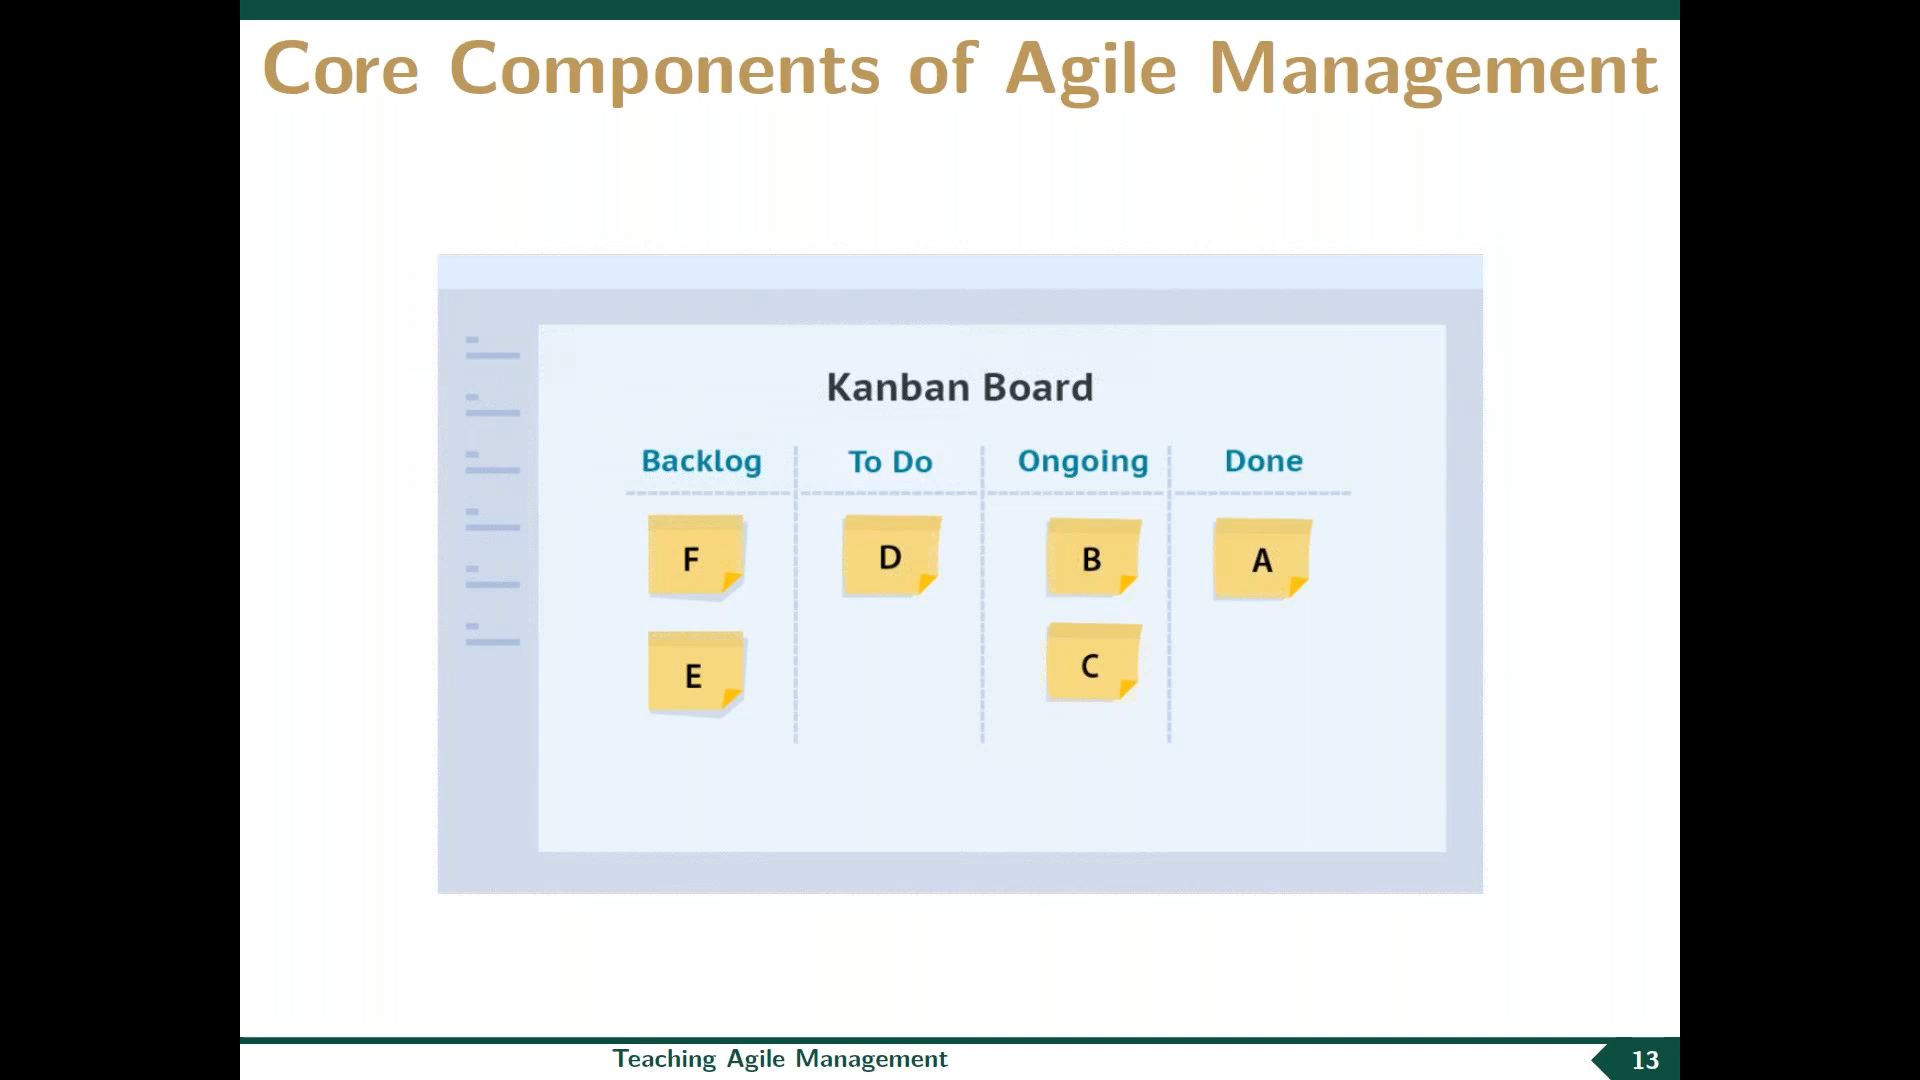 Core Components of Agile Management
Kanban Board
Backlog To Do Ongoing Done
F D B A
E C
Teaching Agile Management 13